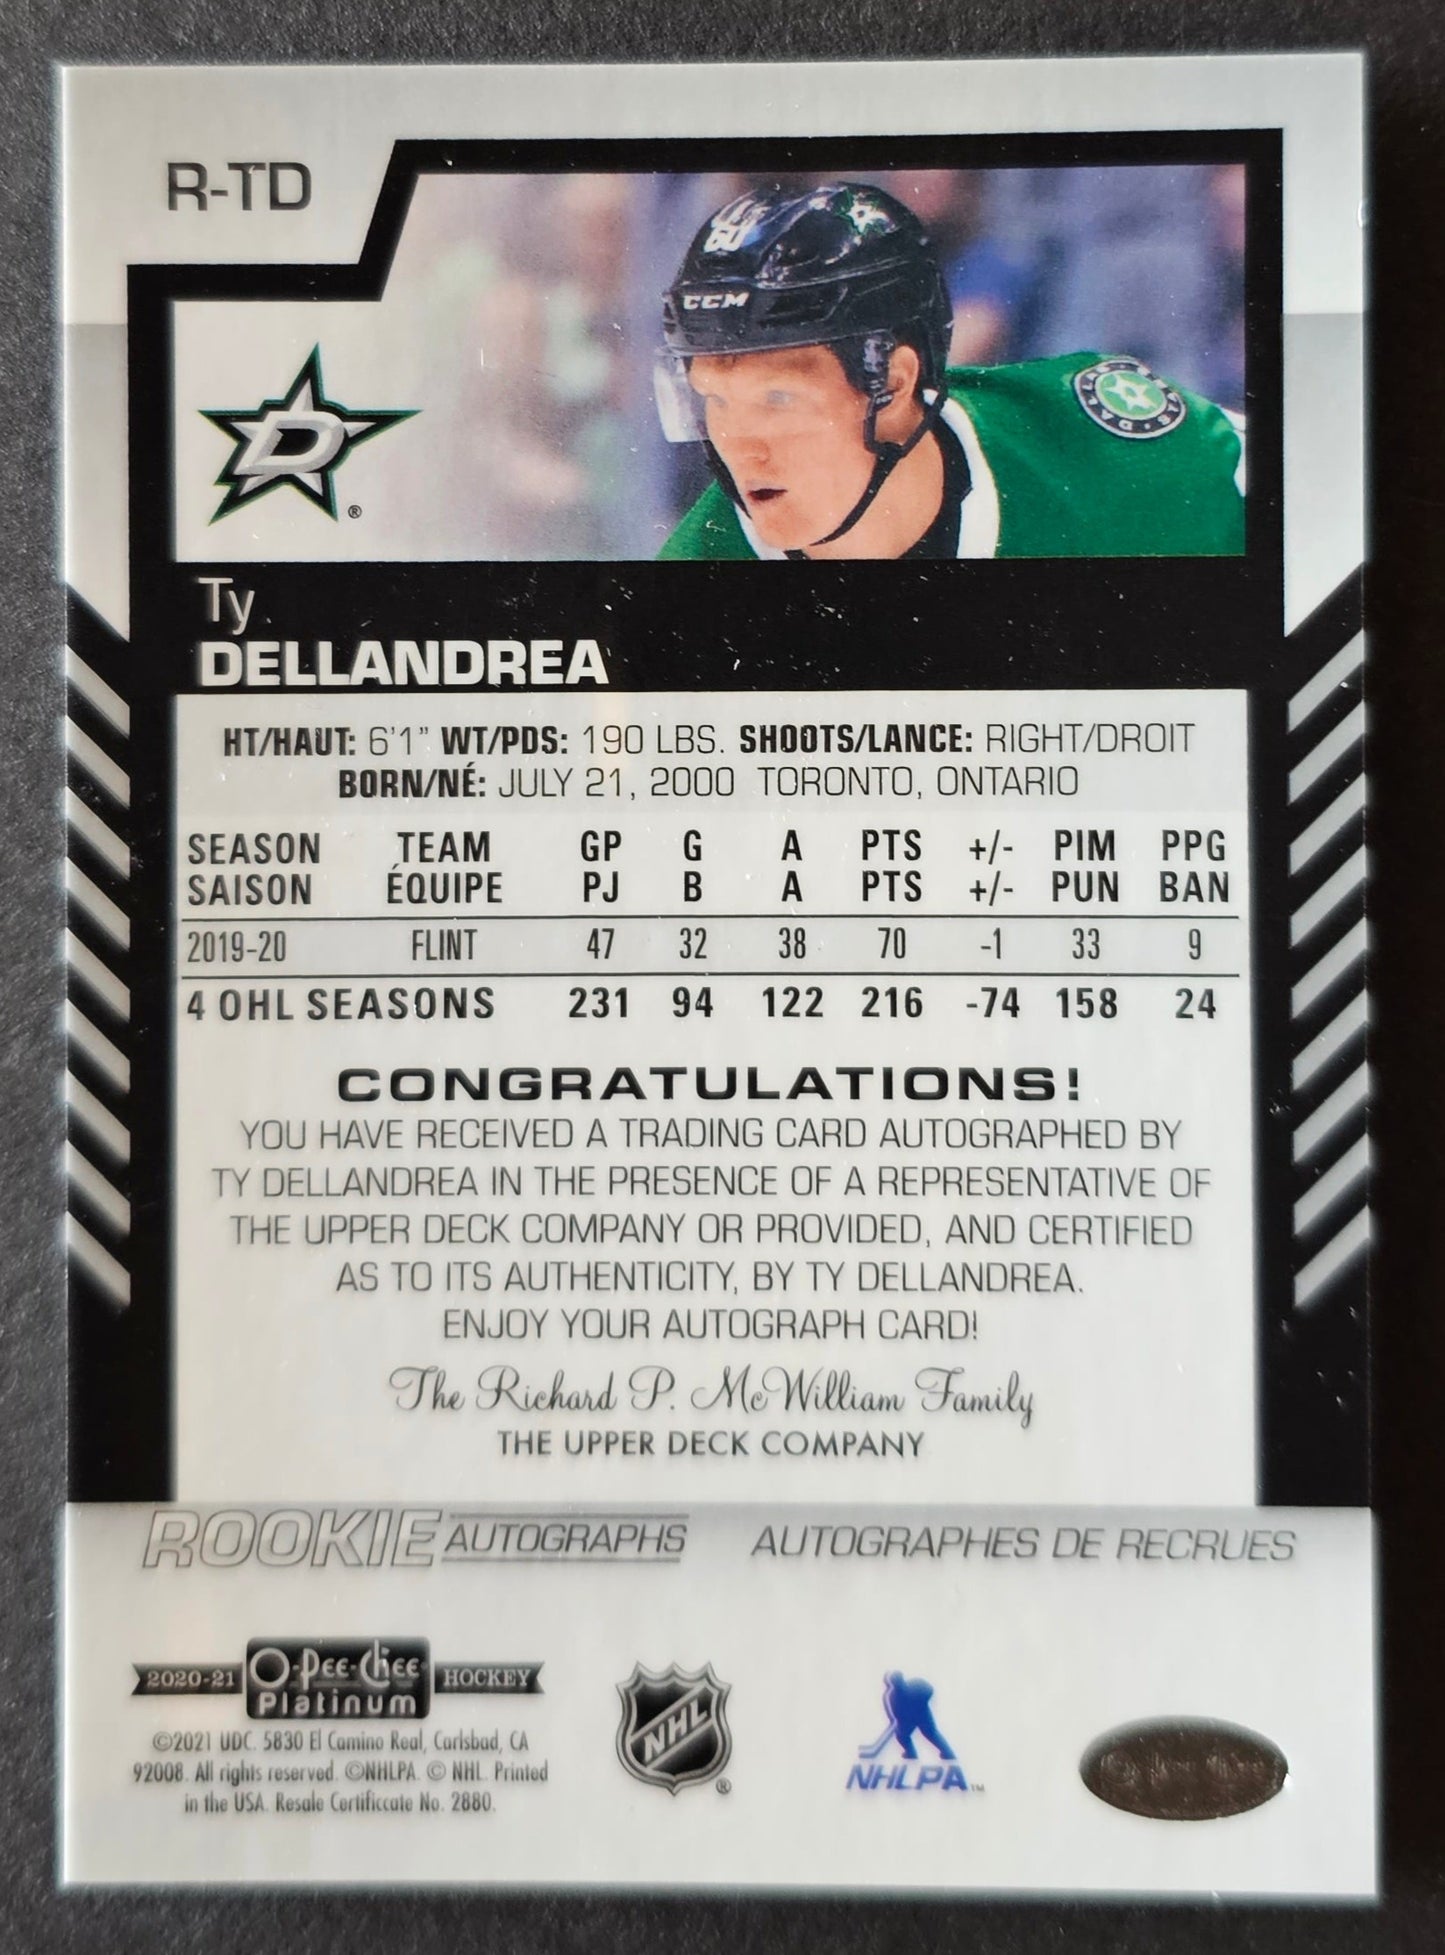 R-TD
60
CCM
D
®
DALLAS STARS
Ty
DELLANDREA
HT/HAUT: 6'1" WT/PDS: 190 LBS. SHOOTS/LANCE: RIGHT/DROIT
BORN/NÉ: JULY 21, 2000 TORONTO, ONTARIO
SEASON TEAM GP G A PTS +/- PIM PPG
SAISON ÉQUIPE PJ B A PTS +/- PUN BAN
2019-20 FLINT 47 32 38 70 -1 33 9
4 OHL SEASONS 231 94 122 216 -74 158 24
CONGRATULATIONS!
YOU HAVE RECEIVED A TRADING CARD AUTOGRAPHED BY
TY DELLANDREA IN THE PRESENCE OF A REPRESENTATIVE OF
THE UPPER DECK COMPANY OR PROVIDED, AND CERTIFIED
AS TO ITS AUTHENTICITY, BY TY DELLANDREA.
ENJOY YOUR AUTOGRAPH CARD!
The Richard P. McWilliam Family
THE UPPER DECK COMPANY
ROOKIE AUTOGRAPHS AUTOGRAPHES DE RECRUES
2020-21 O-Pee-Chee HOCKEY
Platinum
©2021 UDC. 5830 El Camino Real, Carlsbad, CA
92008. All rights reserved. ©NHLPA. © NHL. Printed
in the USA. Resale Certificcate No. 2880.
NHL ®
NHLPA™